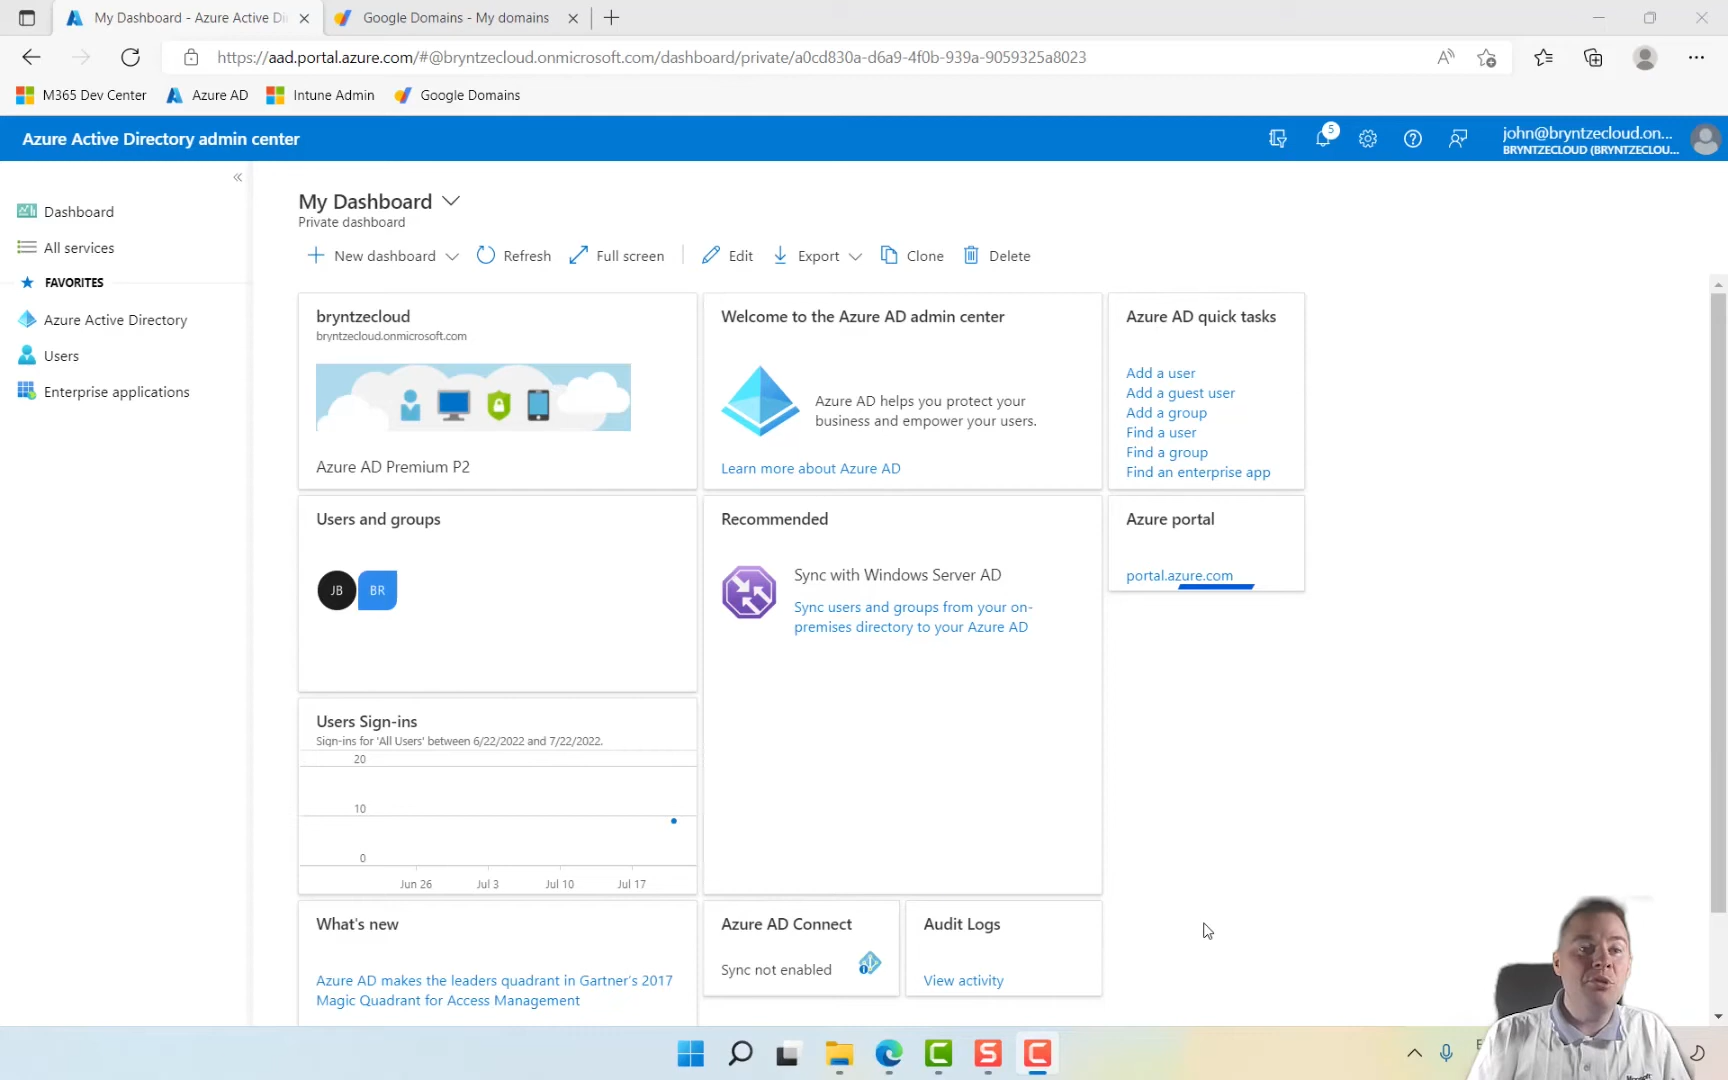 My Dashboard - Azure Active Di
Google Domains - My domains
https://aad.portal.azure.com/#@bryntzecloud.onmicrosoft.com/dashboard/private/a0cd830a-d6a9-4f0b-939a-9059325a8023
M365 Dev Center
Azure AD
Intune Admin
Google Domains
Azure Active Directory admin center
5
john@bryntzecloud.on...
BRYNTZECLOUD (BRYNTZECLOU...
Dashboard
All services
FAVORITES
Azure Active Directory
Users
Enterprise applications
My Dashboard
Private dashboard
New dashboard
Refresh
Full screen
Edit
Export
Clone
Delete
bryntzecloud
bryntzecloud.onmicrosoft.com
Azure AD Premium P2
Welcome to the Azure AD admin center
Azure AD helps you protect your
business and empower your users.
Learn more about Azure AD
Azure AD quick tasks
Add a user
Add a guest user
Add a group
Find a user
Find a group
Find an enterprise app
Users and groups
JB
BR
Recommended
Sync with Windows Server AD
Sync users and groups from your on-
premises directory to your Azure AD
Azure portal
portal.azure.com
Users Sign-ins
Sign-ins for 'All Users' between 6/22/2022 and 7/22/2022.
20
10
0
Jun 26
Jul 3
Jul 10
Jul 17
What's new
Azure AD makes the leaders quadrant in Gartner's 2017
Magic Quadrant for Access Management
Azure AD Connect
Sync not enabled
Audit Logs
View activity